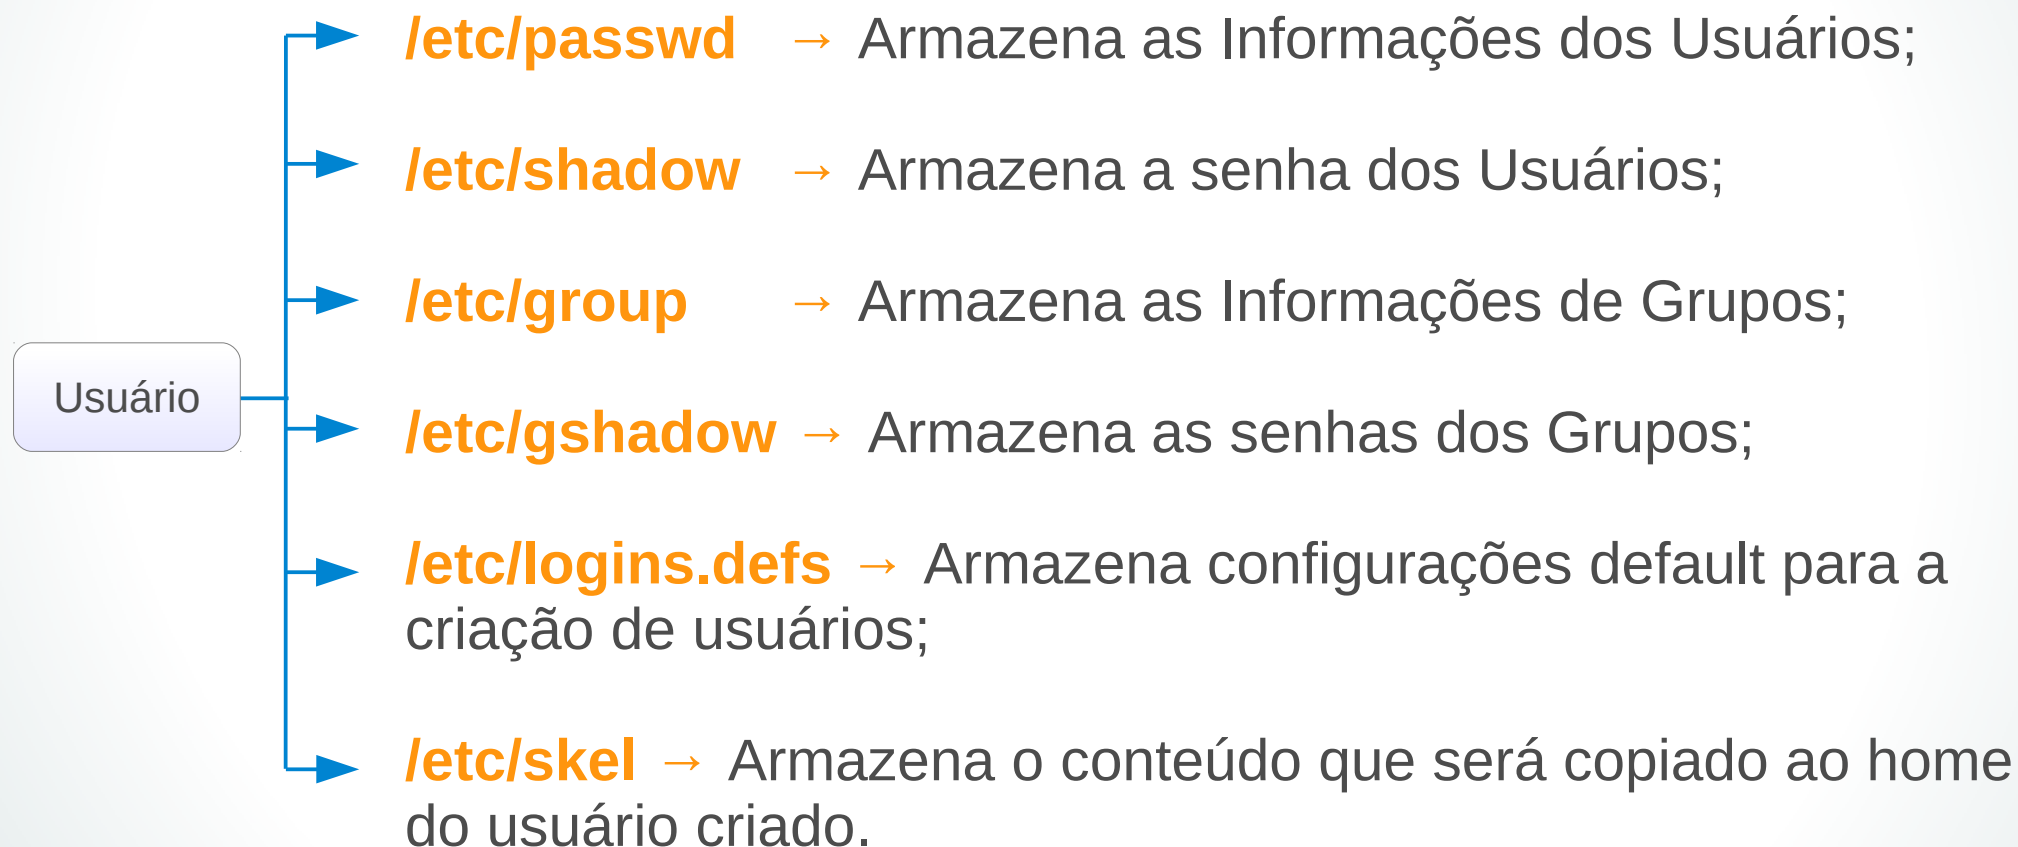 /etc/passwd → Armazena as Informações dos Usuários;
/etc/shadow → Armazena a senha dos Usuários;
/etc/group → Armazena as Informações de Grupos;
Usuário
/etc/gshadow → Armazena as senhas dos Grupos;
/etc/logins.defs → Armazena configurações default para a
criação de usuários;
/etc/skel → Armazena o conteúdo que será copiado ao home
do usuário criado.